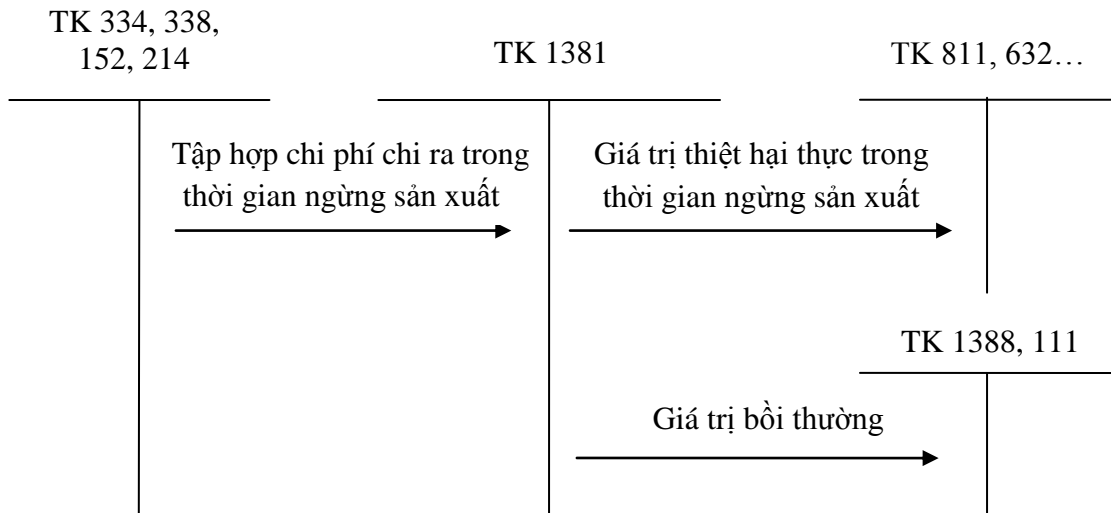 TK 334, 338,
152, 214
TK 1381
TK 811, 632…
Tập hợp chi phí chi ra trong
thời gian ngừng sản xuất
Giá trị thiệt hại thực trong
thời gian ngừng sản xuất
TK 1388, 111
Giá trị bồi thường